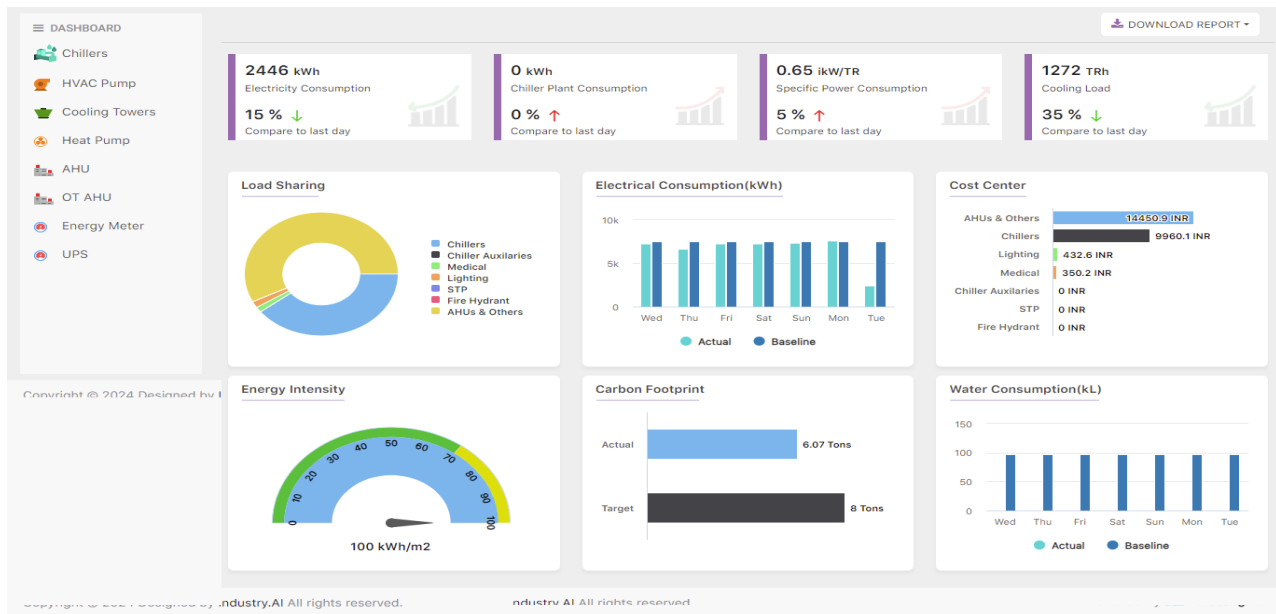 DASHBOARD
Chillers
HVAC Pump
Cooling Towers
Heat Pump
AHU
OT AHU
Energy Meter
UPS
DOWNLOAD REPORT
2446 kWh
Electricity Consumption
15 % ↓
Compare to last day
0 kWh
Chiller Plant Consumption
0 % ↑
Compare to last day
0.65 ikW/TR
Specific Power Consumption
5 % ↑
Compare to last day
1272 TRh
Cooling Load
35 % ↓
Compare to last day
Load Sharing
Chillers
Chiller Auxilaries
Medical
Lighting
STP
Fire Hydrant
AHUs & Others
Electrical Consumption(kWh)
10k
5k
0
Wed Thu Fri Sat Sun Mon Tue
Actual Baseline
Cost Center
AHUs & Others 14450.9 INR
Chillers 9960.1 INR
Lighting 432.6 INR
Medical 350.2 INR
Chiller Auxilaries 0 INR
STP 0 INR
Fire Hydrant 0 INR
Copyright © 2024 Designed by
Energy Intensity
0 10 20 30 40 50 60 70 80 90 100
100 kWh/m2
Carbon Footprint
Actual 6.07 Tons
Target 8 Tons
Water Consumption(kL)
150
100
50
0
Wed Thu Fri Sat Sun Mon Tue
Actual Baseline
Copyright © 2024 Designed by ndustry.AI All rights reserved.
ndustry AI All rights reserved